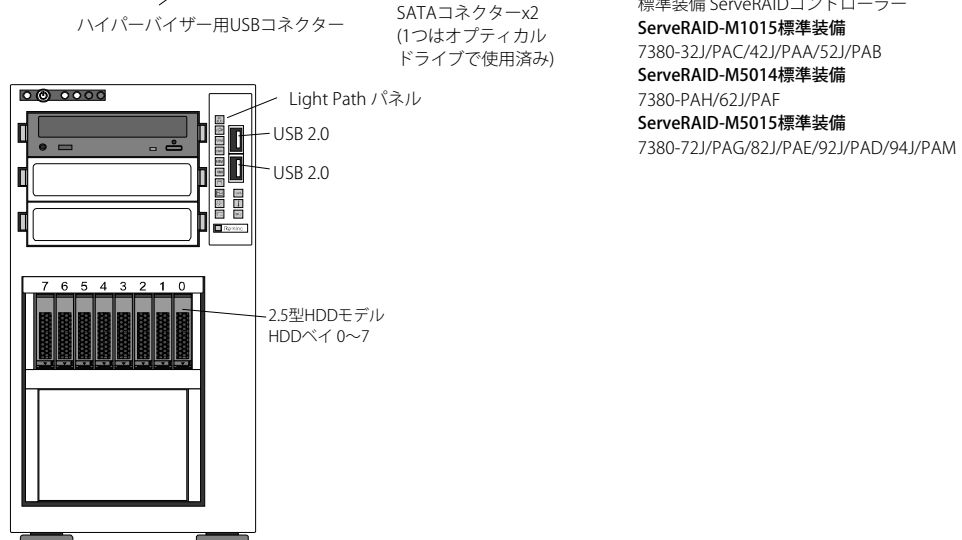 ハイパーバイザー用USBコネクター
SATAコネクターx2
(1つはオプティカル
ドライブで使用済み)
標準装備 ServeRAIDコントローラー
ServeRAID-M1015標準装備
7380-32J/PAC/42J/PAA/52J/PAB
ServeRAID-M5014標準装備
7380-PAH/62J/PAF
ServeRAID-M5015標準装備
7380-72J/PAG/82J/PAE/92J/PAD/94J/PAM
Light Path パネル
USB 2.0
USB 2.0
7 6 5 4 3 2 1 0
2.5型HDDモデル
HDDベイ 0〜7